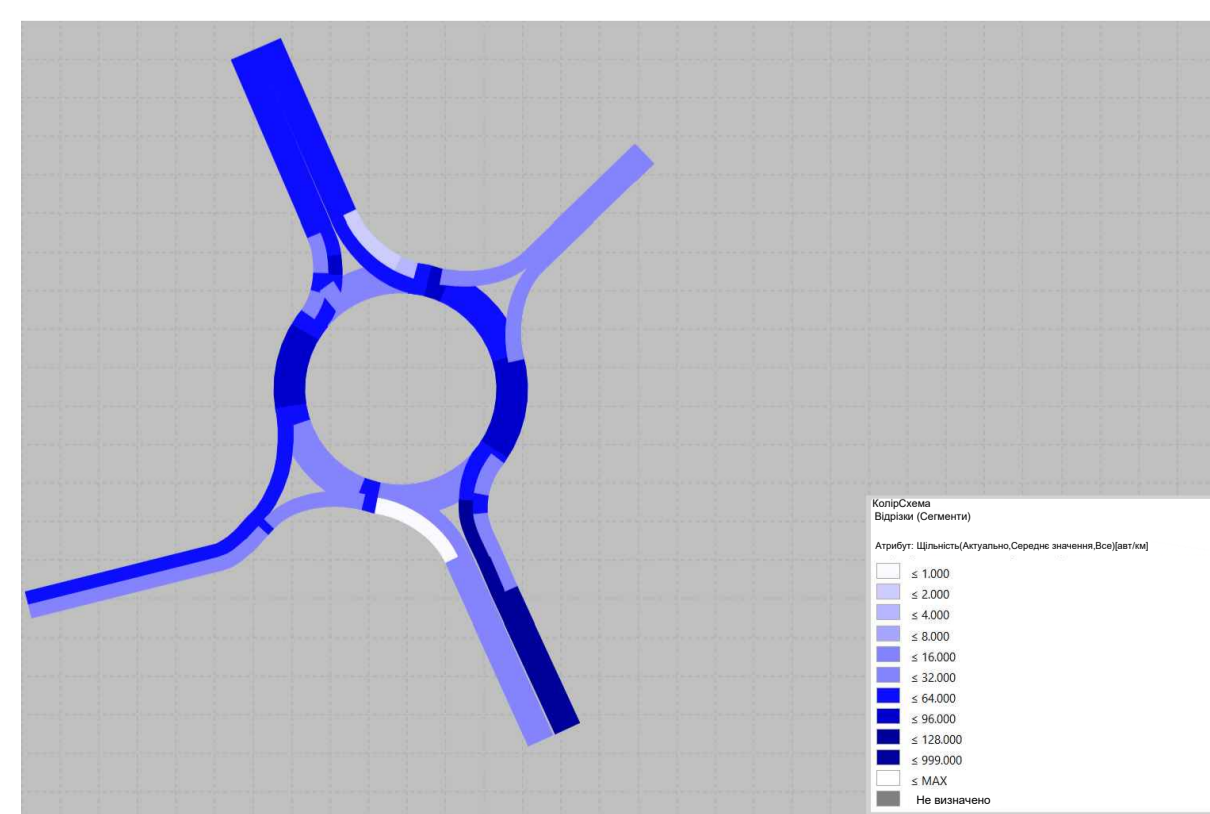 КолірСхема
Відрізки (Сегменти)
Атрибут: Щільність(Актуально,Середнє значення,Все)[авт/км]
≤ 1.000
≤ 2.000
≤ 4.000
≤ 8.000
≤ 16.000
≤ 32.000
≤ 64.000
≤ 96.000
≤ 128.000
≤ 999.000
≤ MAX
Не визначено